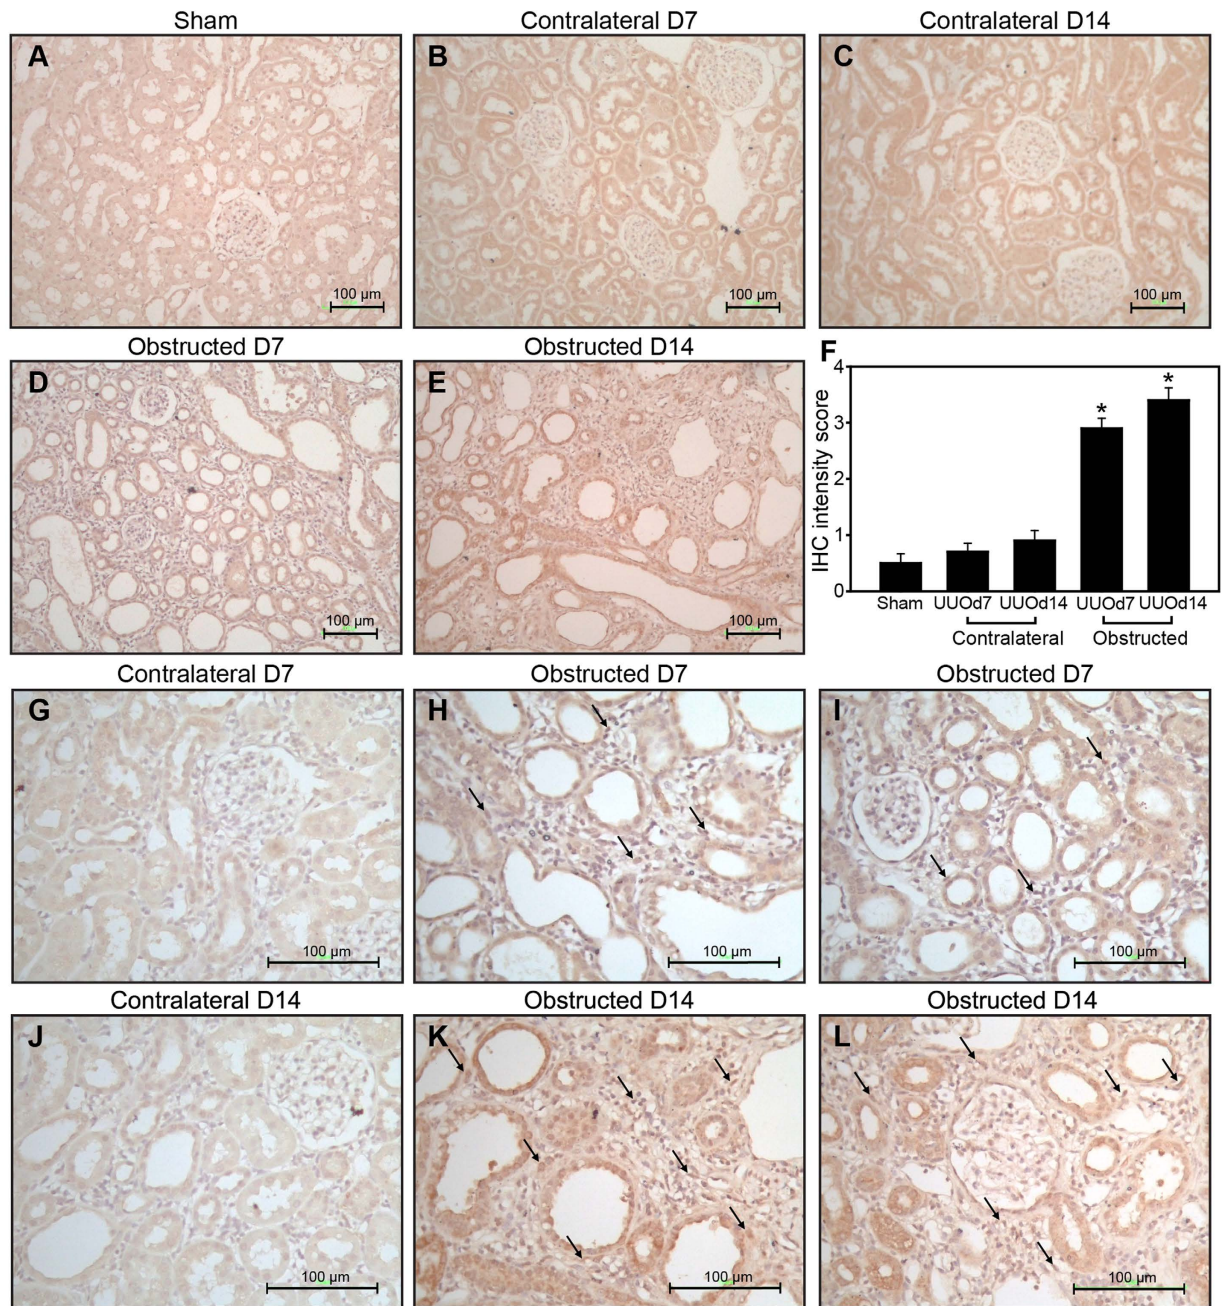 Sham
Contralateral D7
Contralateral D14
A
B
C
100 µm
100 µm
100 µm
Obstructed D7
Obstructed D14
D
E
100 µm
100 µm
F
IHC intensity score
4
3
2
1
0
*
*
Sham UUOd7 UUOd14 UUOd7 UUOd14
Contralateral Obstructed
Contralateral D7
Obstructed D7
Obstructed D7
G
H
I
100 µm
100 µm
100 µm
Contralateral D14
Obstructed D14
Obstructed D14
J
K
L
100 µm
100 µm
100 µm